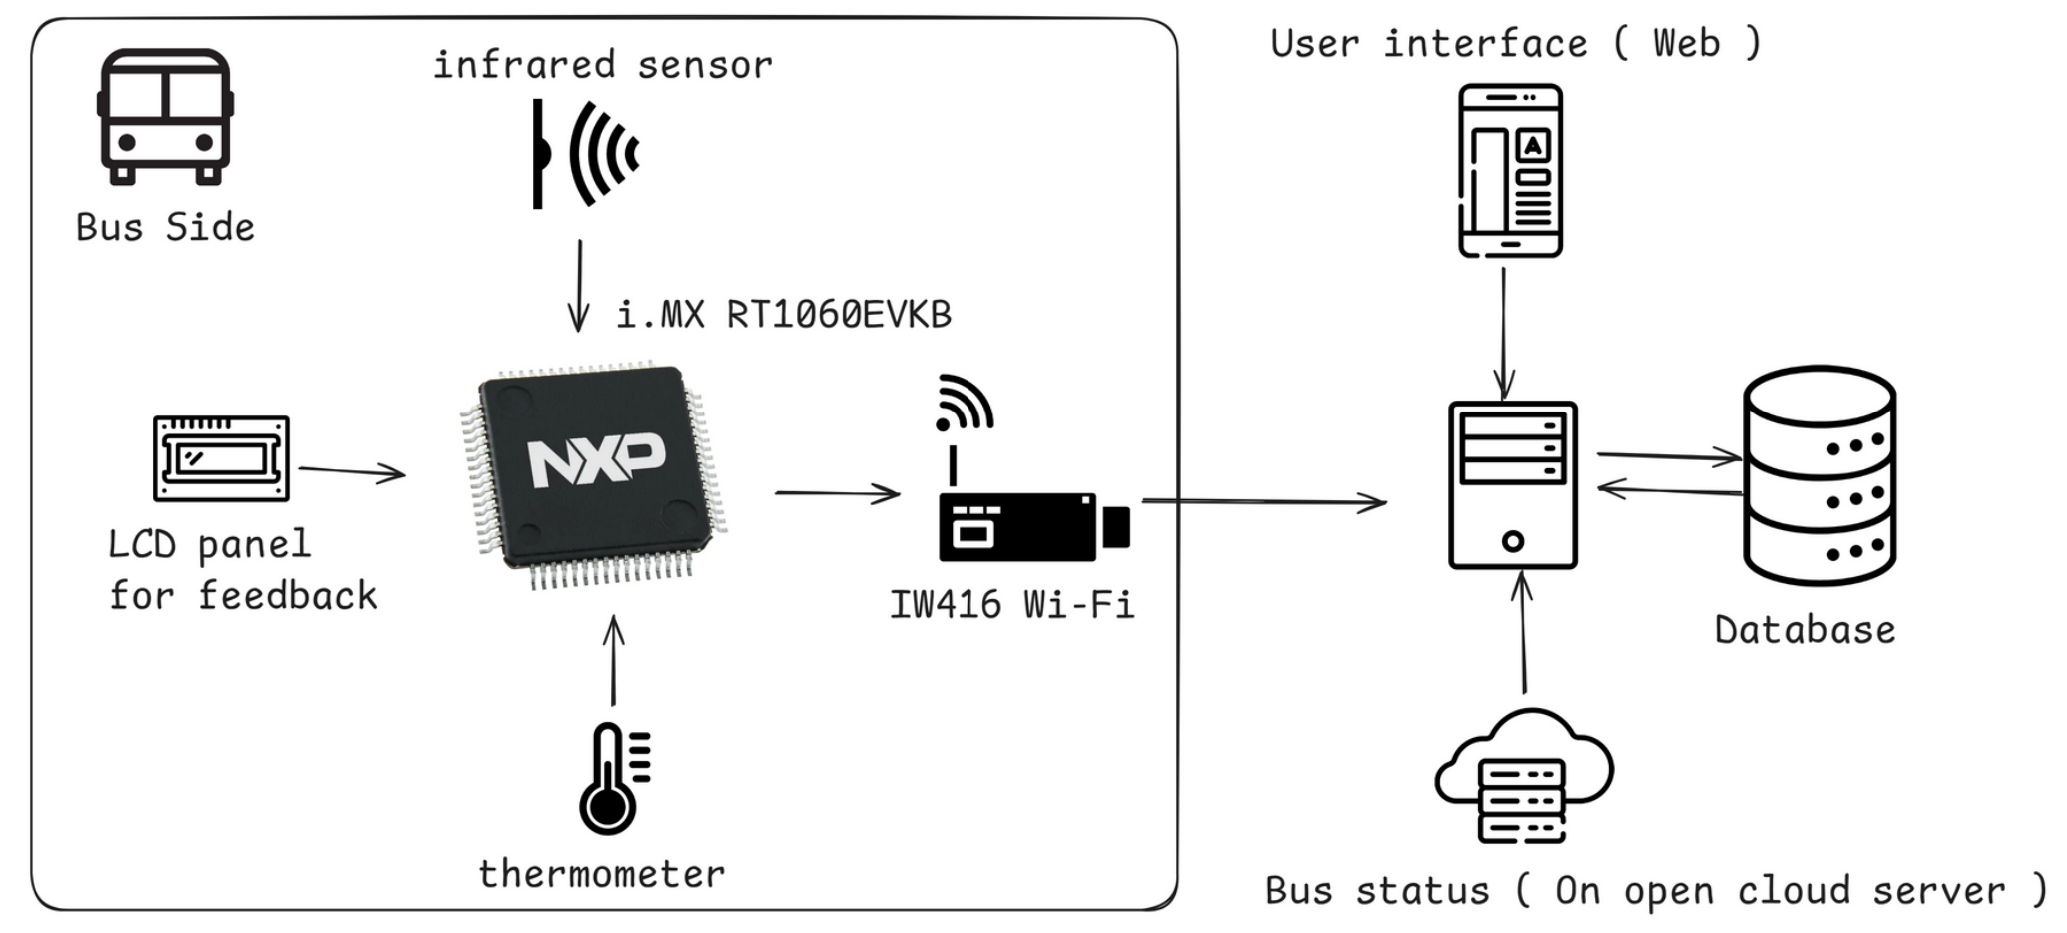 infrared sensor
User interface ( Web )
Bus Side
i.MX RT1060EVKB
A
NXP
LCD panel
for feedback
IW416 Wi-Fi
Database
thermometer
Bus status ( On open cloud server )